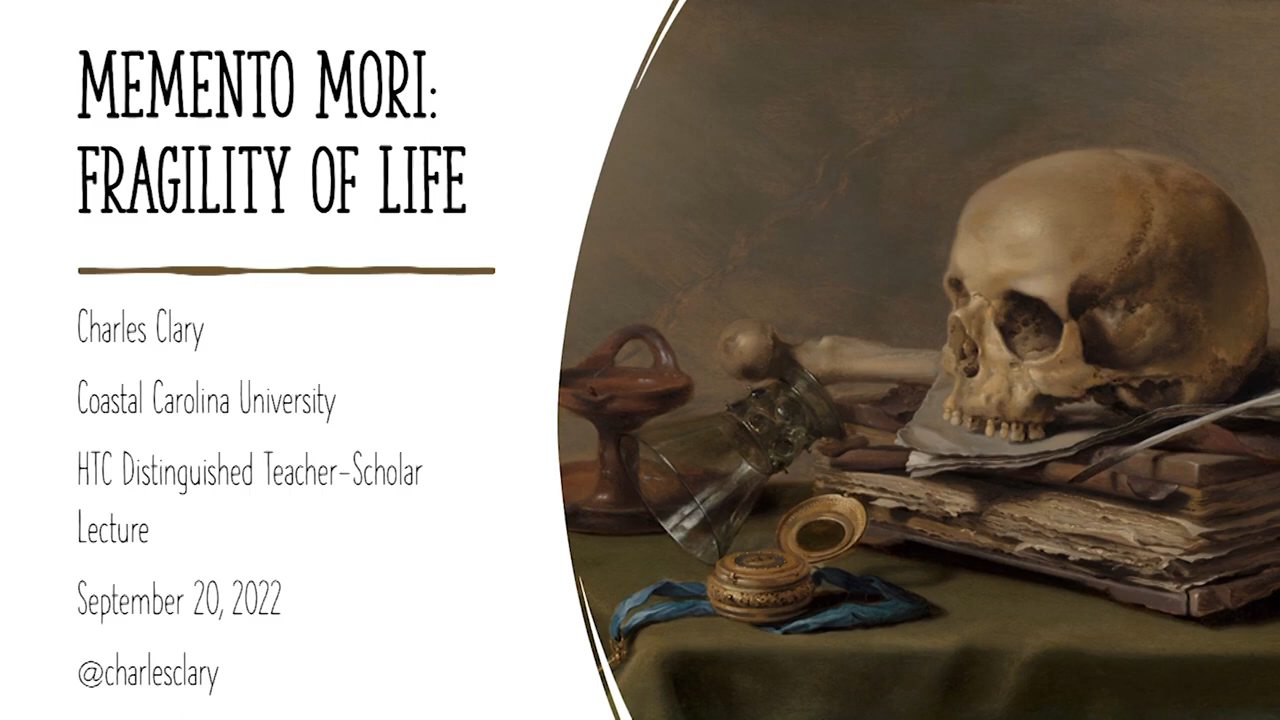 MEMENTO MORI:
FRAGILITY OF LIFE
Charles Clary
Coastal Carolina University
HTC Distinguished Teacher-Scholar
Lecture
September 20, 2022
@charlesclary